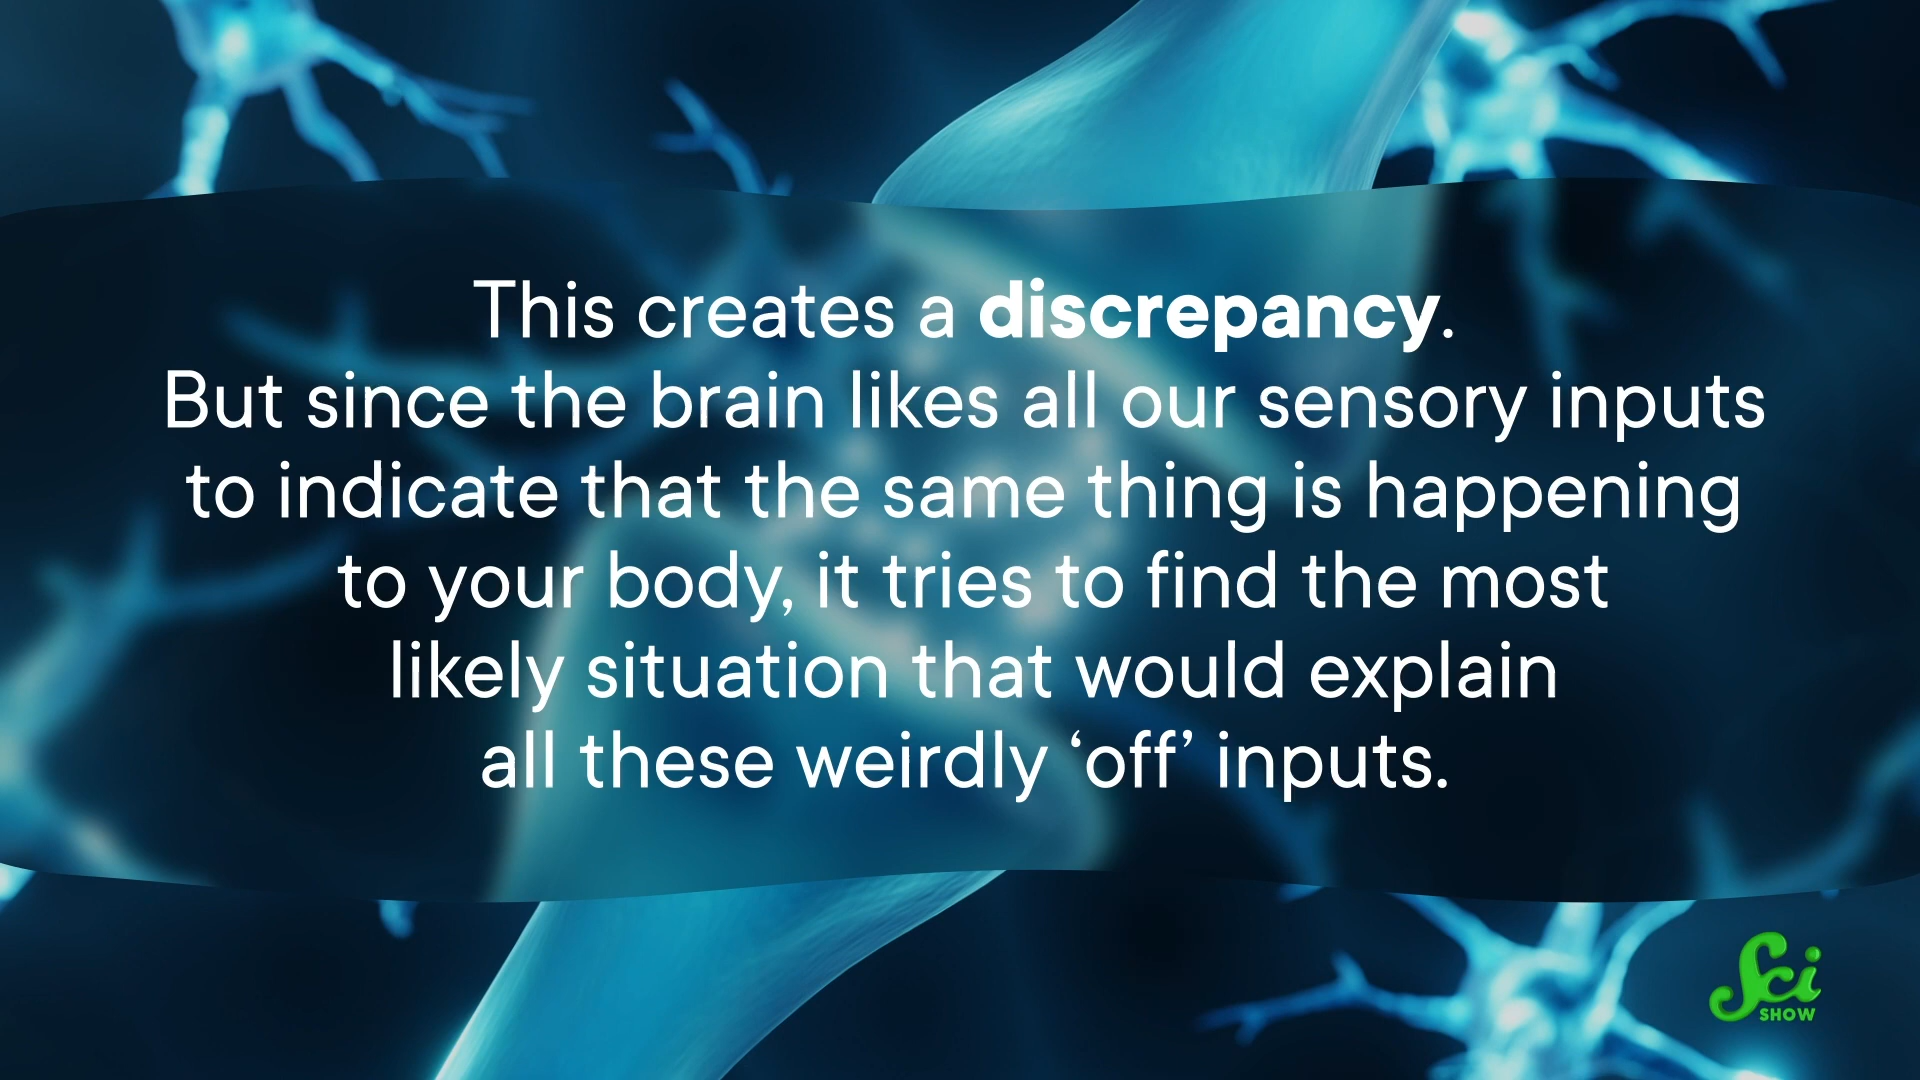 This creates a discrepancy.
But since the brain likes all our sensory inputs
to indicate that the same thing is happening
to your body, it tries to find the most
likely situation that would explain
all these weirdly ‘off’ inputs.
Sci
SHOW